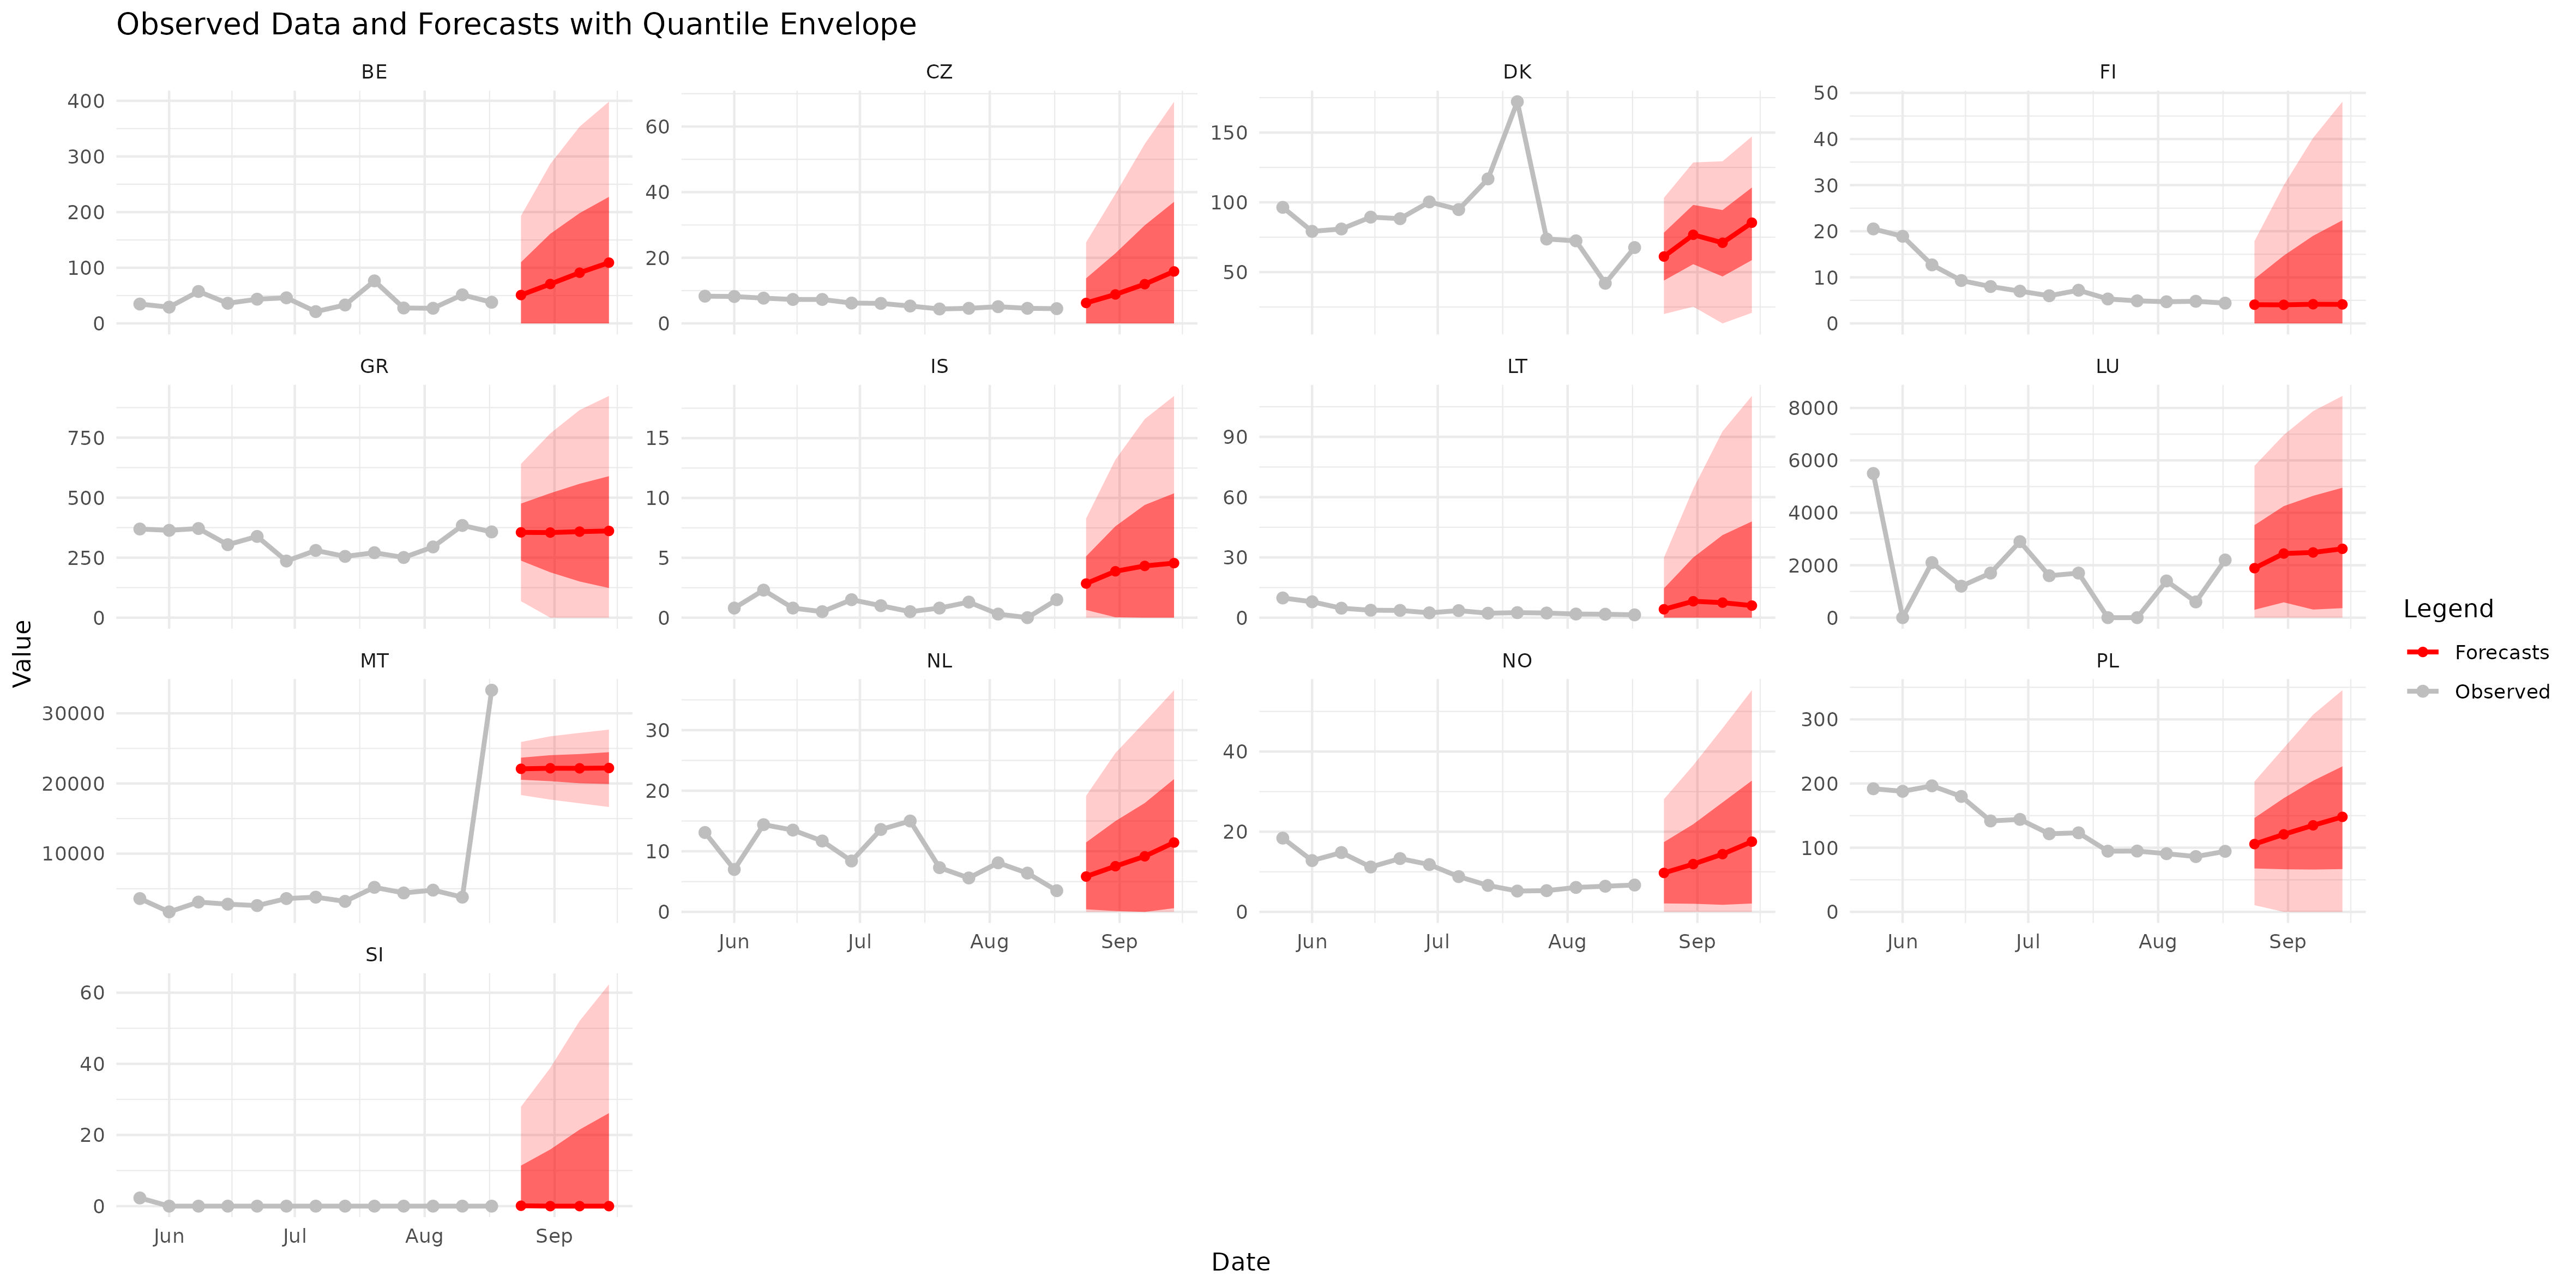 Observed Data and Forecasts with Quantile Envelope
BE
CZ
DK
FI
400
300
200
100
0
60
40
20
0
150
100
50
50
40
30
20
10
0
GR
IS
LT
LU
750
500
250
0
15
10
5
0
90
60
30
0
8000
6000
4000
2000
0
MT
NL
NO
PL
30000
20000
10000
30
20
10
0
40
20
0
300
200
100
0
Jun Jul Aug Sep
Jun Jul Aug Sep
Jun Jul Aug Sep
SI
60
40
20
0
Jun Jul Aug Sep
Value
Date
Legend
Forecasts
Observed